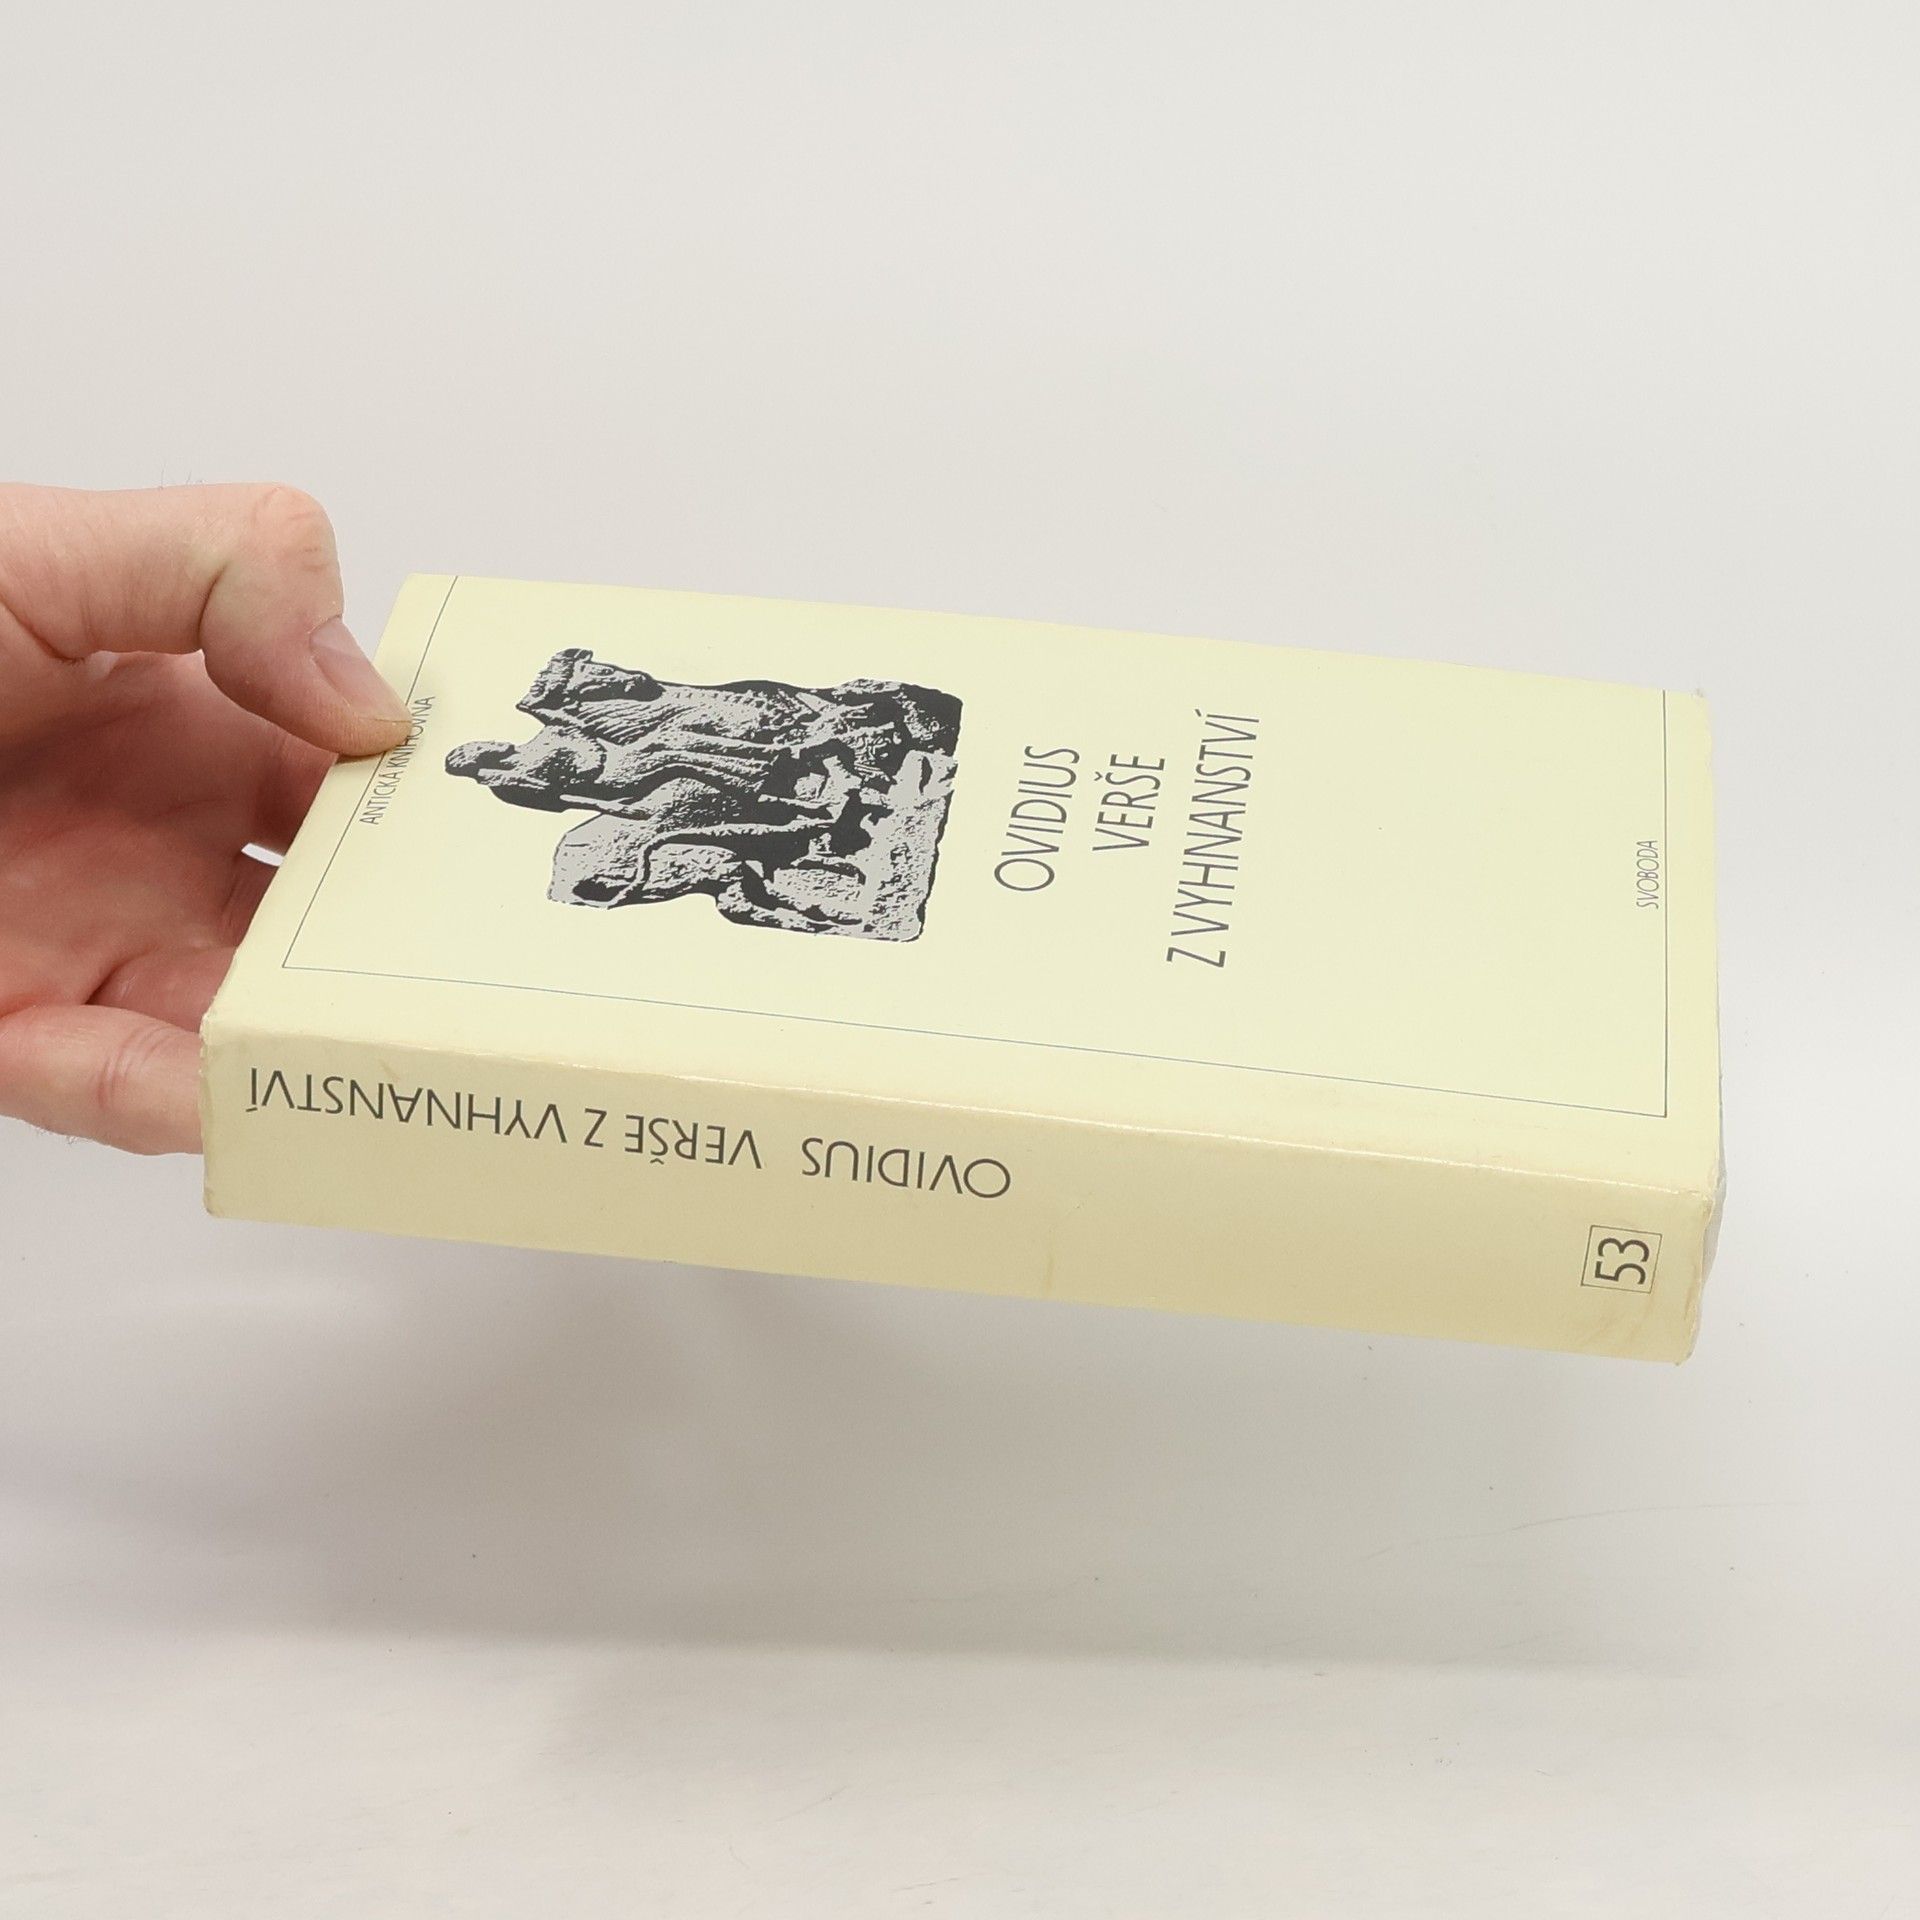 ANTICKÁ KNIHOVNA
OVIDIUS
VERŠE
Z VYHNANSTVÍ
SVOBODA
OVIDIUS VERŠE Z VYHNANSTVÍ
53